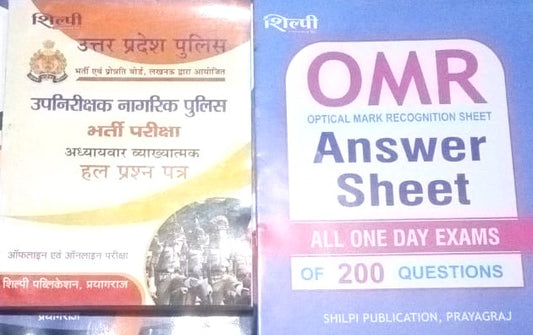 शिल्पी
उत्तर प्रदेश पुलिस
भर्ती एवं प्रोन्नति बोर्ड, लखनऊ द्वारा आयोजित
उपनिरीक्षक नागरिक पुलिस
भर्ती परीक्षा
अध्यायवार व्याख्यात्मक
हल प्रश्न पत्र
ऑफलाइन एवं ऑनलाइन परीक्षा
शिल्पी पब्लिकेशन, प्रयागराज
प्रयागराज
शिल्पी
OMR
OPTICAL MARK RECOGNITION SHEET
Answer
Sheet
ALL ONE DAY EXAMS
OF 200 QUESTIONS
SHILPI PUBLICATION, PRAYAGRAJ